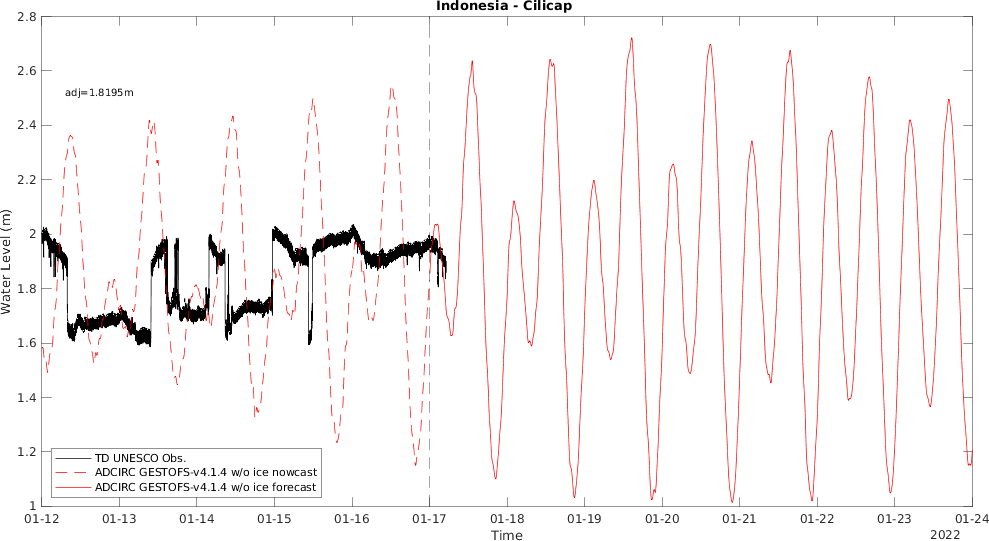 Indonesia - Cilicap
2.8
2.6
2.4
2.2
2
1.8
1.6
1.4
1.2
1
Water Level (m)
adj=1.8195m
TD UNESCO Obs.
ADCIRC GESTOFS-v4.1.4 w/o ice nowcast
ADCIRC GESTOFS-v4.1.4 w/o ice forecast
01-12 01-13 01-14 01-15 01-16 01-17 01-18 01-19 01-20 01-21 01-22 01-23 01-24
Time
2022